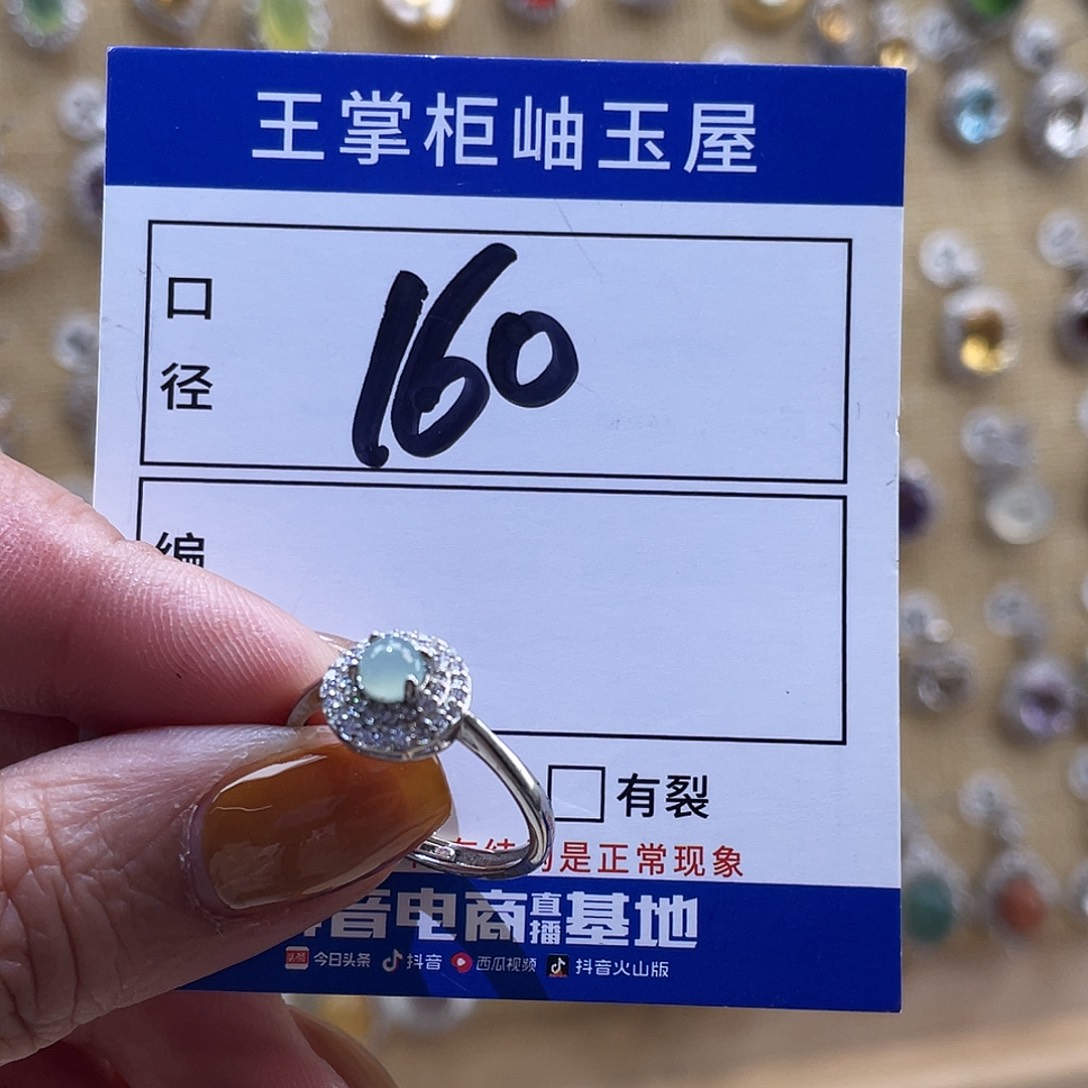 王掌柜岫玉屋
口径
160
编
有裂
是正常现象
音电商直播基地
今日头条 抖音 西瓜视频 抖音火山版